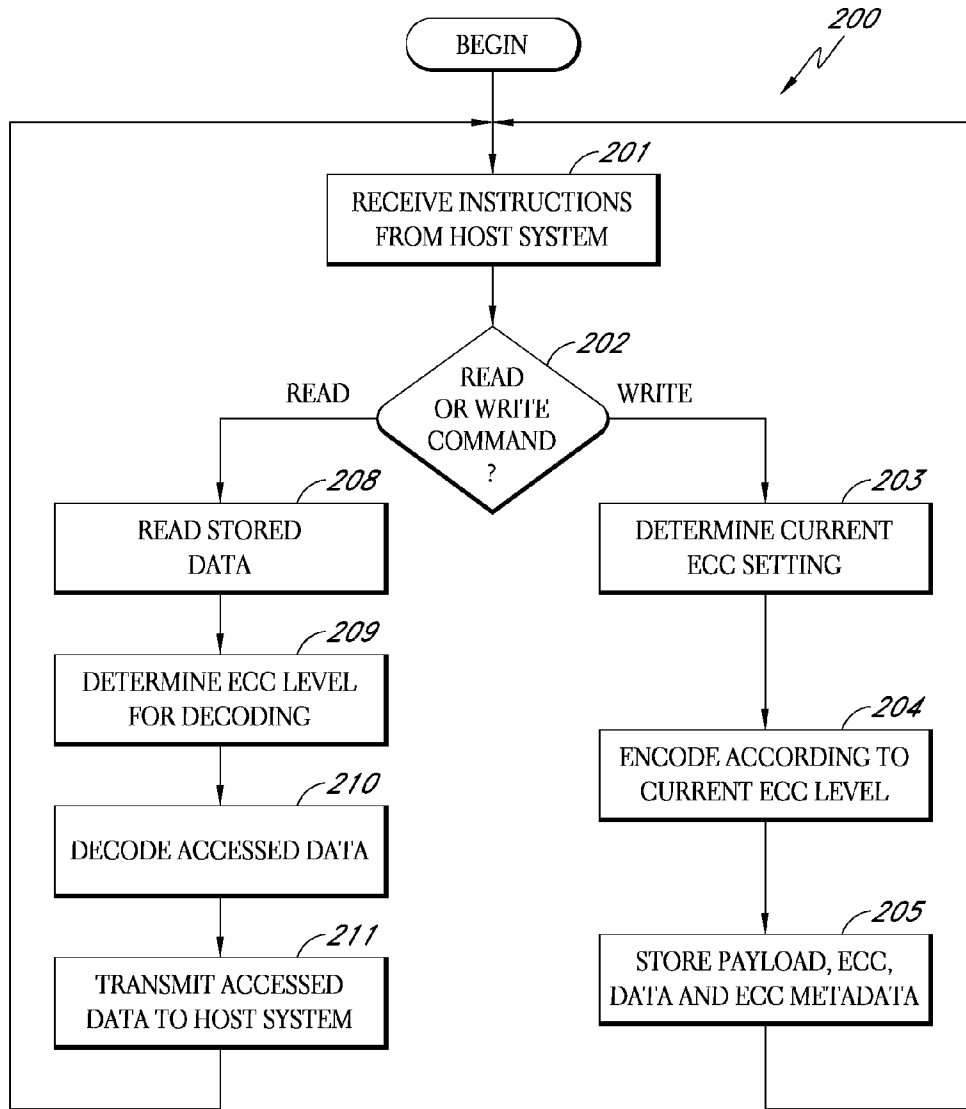 200
BEGIN
201
RECEIVE INSTRUCTIONS
FROM HOST SYSTEM
202
READ
OR WRITE
COMMAND
?
READ
WRITE
208
READ STORED
DATA
209
DETERMINE ECC LEVEL
FOR DECODING
210
DECODE ACCESSED DATA
211
TRANSMIT ACCESSED
DATA TO HOST SYSTEM
203
DETERMINE CURRENT
ECC SETTING
204
ENCODE ACCORDING TO
CURRENT ECC LEVEL
205
STORE PAYLOAD, ECC,
DATA AND ECC METADATA